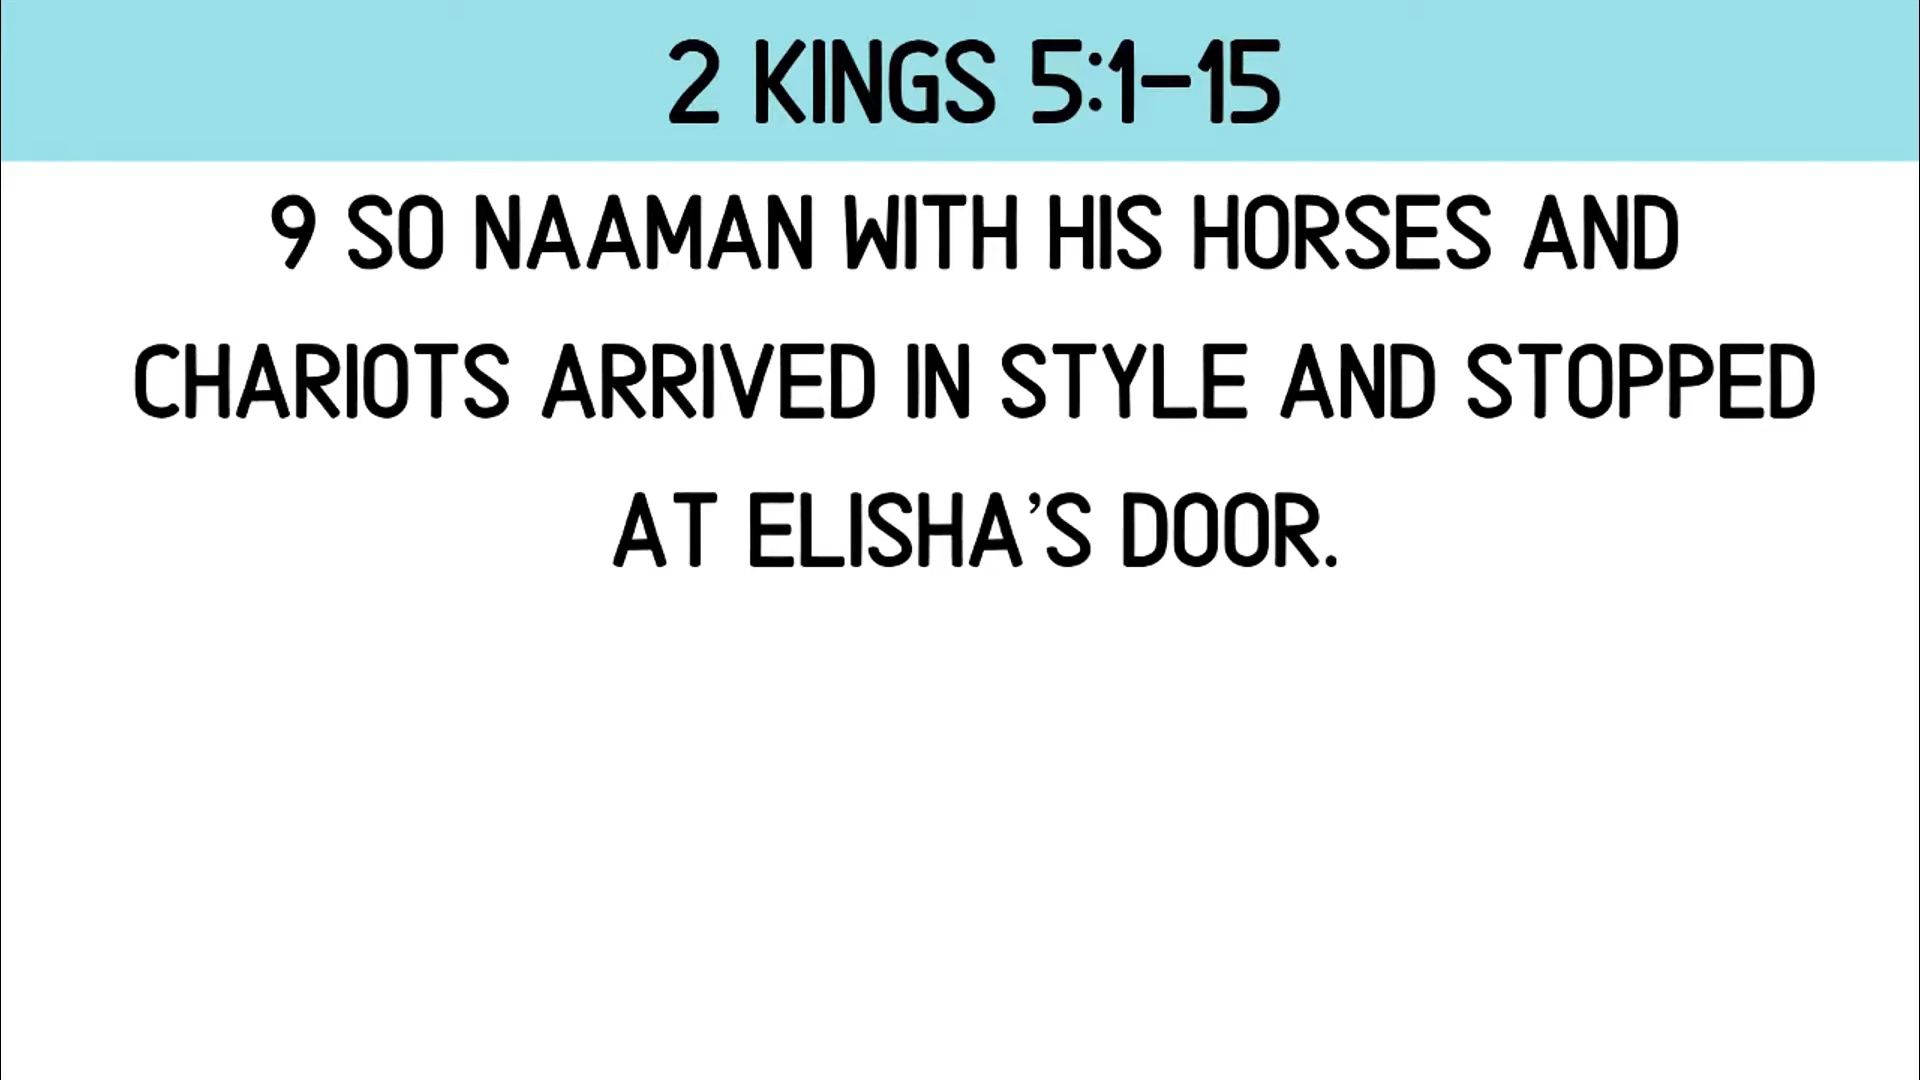 2 KINGS 5:1-15
9 SO NAAMAN WITH HIS HORSES AND
CHARIOTS ARRIVED IN STYLE AND STOPPED
AT ELISHA’S DOOR.